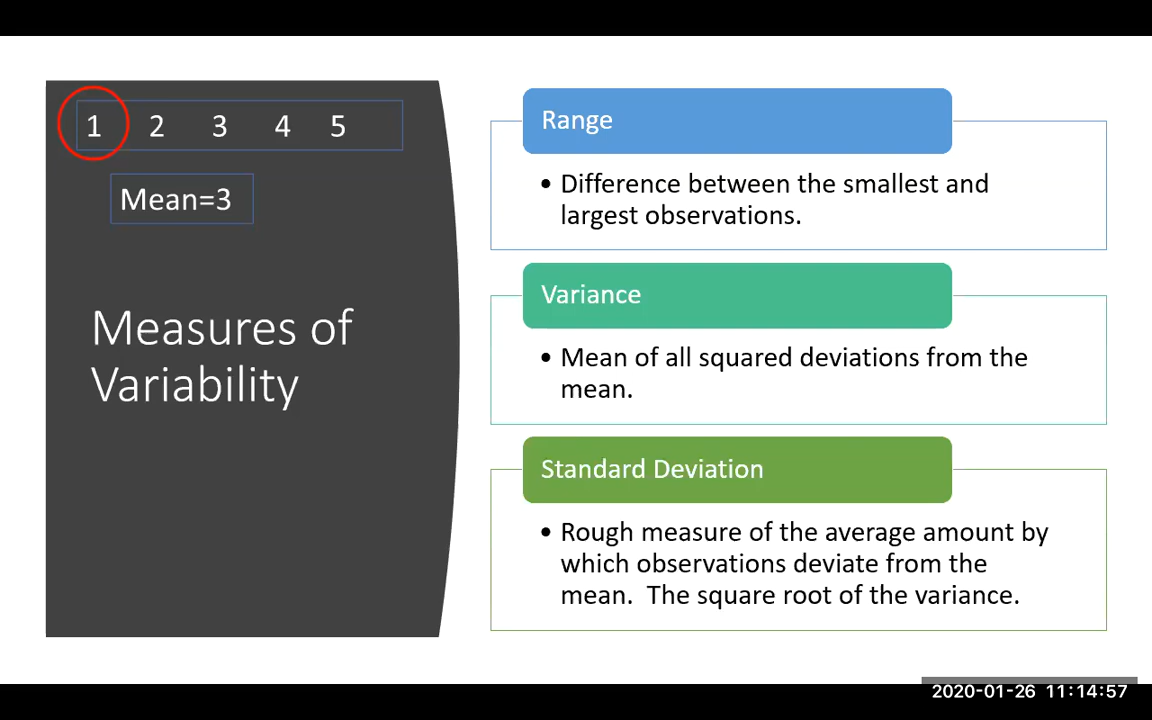 1 2 3 4 5
Mean=3
Measures of
Variability
Range
• Difference between the smallest and
largest observations.
Variance
• Mean of all squared deviations from the
mean.
Standard Deviation
• Rough measure of the average amount by
which observations deviate from the
mean.  The square root of the variance.
2020-01-26 11:14:57